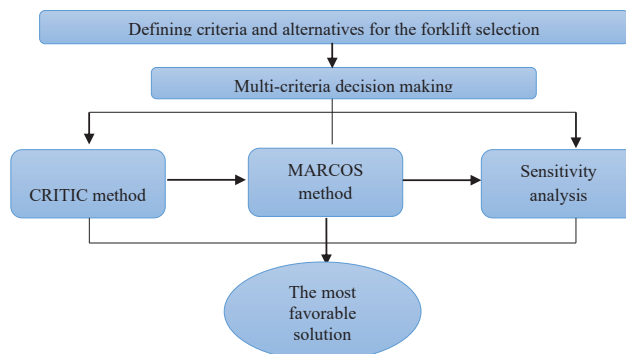 Defining criteria and alternatives for the forklift selection
Multi-criteria decision making
CRITIC method
MARCOS
method
Sensitivity
analysis
The most
favorable
solution